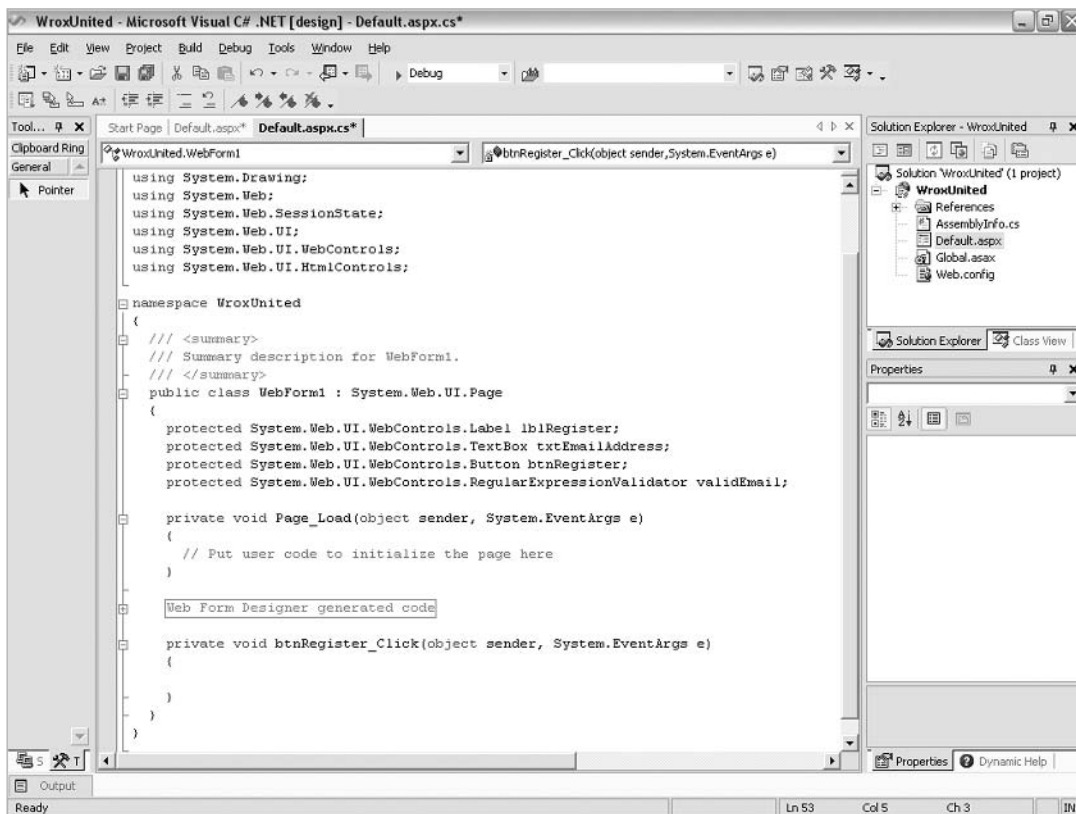 WroxUnited - Microsoft Visual C# .NET [design] - Default.aspx.cs*
File Edit View Project Build Debug Tools Window Help
Debug
Tool...
Start Page Default.aspx* Default.aspx.cs*
Solution Explorer - WroxUnited
Clipboard Ring
General
Pointer
WroxUnited.WebForm1
btnRegister_Click(object sender,System.EventArgs e)
using System.Drawing;
using System.Web;
using System.Web.SessionState;
using System.Web.UI;
using System.Web.UI.WebControls;
using System.Web.UI.HtmlControls;
namespace WroxUnited
{
/// <summary>
/// Summary description for WebForm1.
/// </summary>
public class WebForm1 : System.Web.UI.Page
{
protected System.Web.UI.WebControls.Label lblRegister;
protected System.Web.UI.WebControls.TextBox txtEmailAddress;
protected System.Web.UI.WebControls.Button btnRegister;
protected System.Web.UI.WebControls.RegularExpressionValidator validEmail;
private void Page_Load(object sender, System.EventArgs e)
{
// Put user code to initialize the page here
}
Web Form Designer generated code
private void btnRegister_Click(object sender, System.EventArgs e)
{
}
}
}
Solution 'WroxUnited' (1 project)
WroxUnited
References
AssemblyInfo.cs
Default.aspx
Global.asax
Web.config
Solution Explorer Class View
Properties
Properties Dynamic Help
S T
Output
Ready Ln 53 Col 5 Ch 3 IN